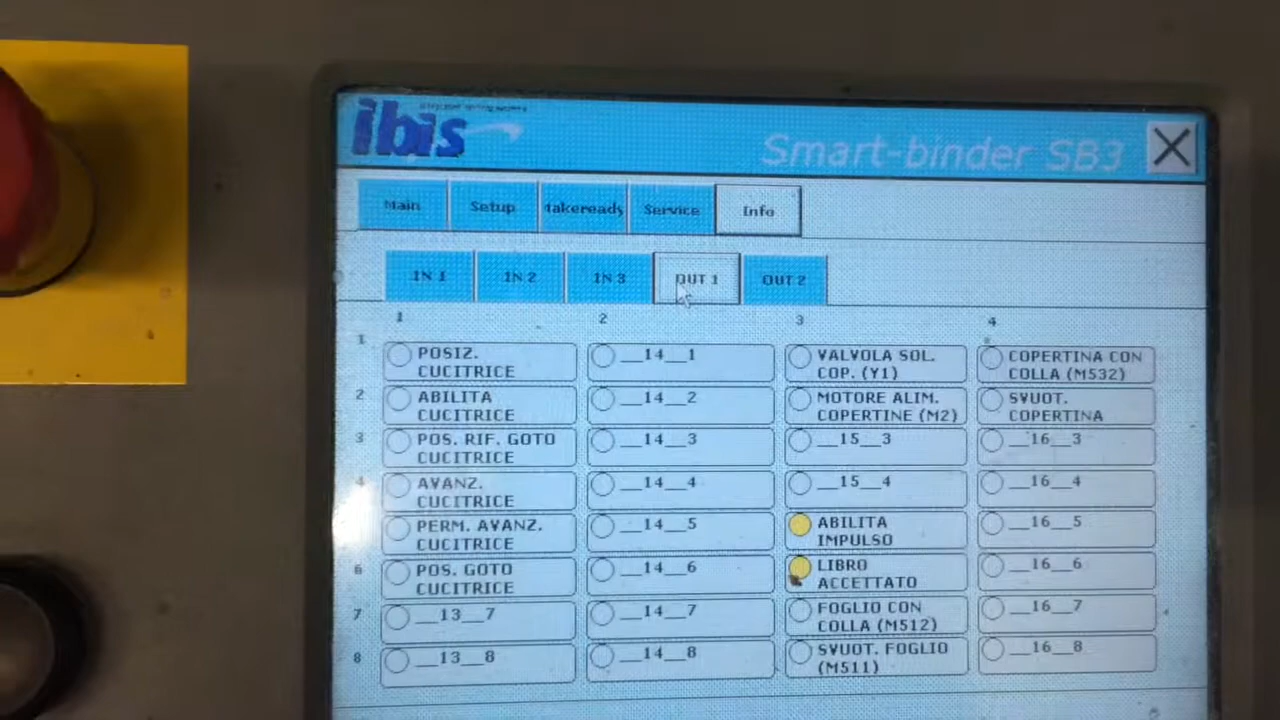 ibis
Smart-binder SB3
Main
Setup
Makeready
Service
Info
IN 1
IN 2
IN 3
OUT 1
OUT 2
1
2
3
4
1
POSIZ.
CUCITRICE
__14__1
VALVOLA SOL.
COP. (Y1)
COPERTINA CON
COLLA (M532)
2
ABILITA
CUCITRICE
__14__2
MOTORE ALIM.
COPERTINE (M2)
SVUOT.
COPERTINA
3
POS. RIF. GOTO
CUCITRICE
__14__3
__15__3
__16__3
4
AVANZ.
CUCITRICE
__14__4
__15__4
__16__4
PERM. AVANZ.
CUCITRICE
__14__5
ABILITA
IMPULSO
__16__5
6
POS. GOTO
CUCITRICE
__14__6
LIBRO
ACCETTATO
__16__6
7
__13__7
__14__7
FOGLIO CON
COLLA (M512)
__16__7
8
__13__8
__14__8
SVUOT. FOGLIO
(M511)
__16__8